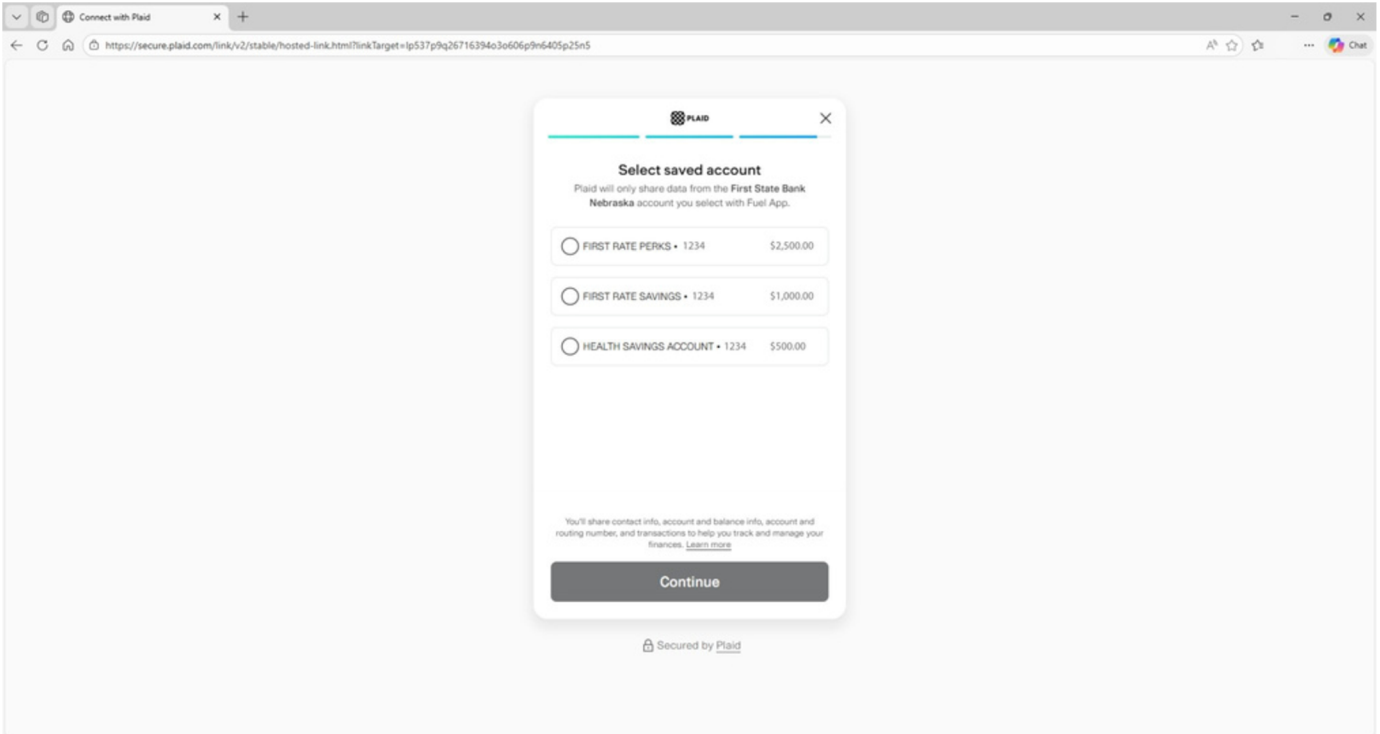 Connect with Plaid
https://secure.plaid.com/link/v2/stable/hosted-link.html?linkTarget=lp537p9q26716394o3o606p9n6405p25n5
Chat
PLAID
Select saved account
Plaid will only share data from the First State Bank
Nebraska account you select with Fuel App.
FIRST RATE PERKS • 1234 $2,500.00
FIRST RATE SAVINGS • 1234 $1,000.00
HEALTH SAVINGS ACCOUNT • 1234 $500.00
You'll share contact info, account and balance info, account and
routing number, and transactions to help you track and manage your
finances. Learn more
Continue
Secured by Plaid